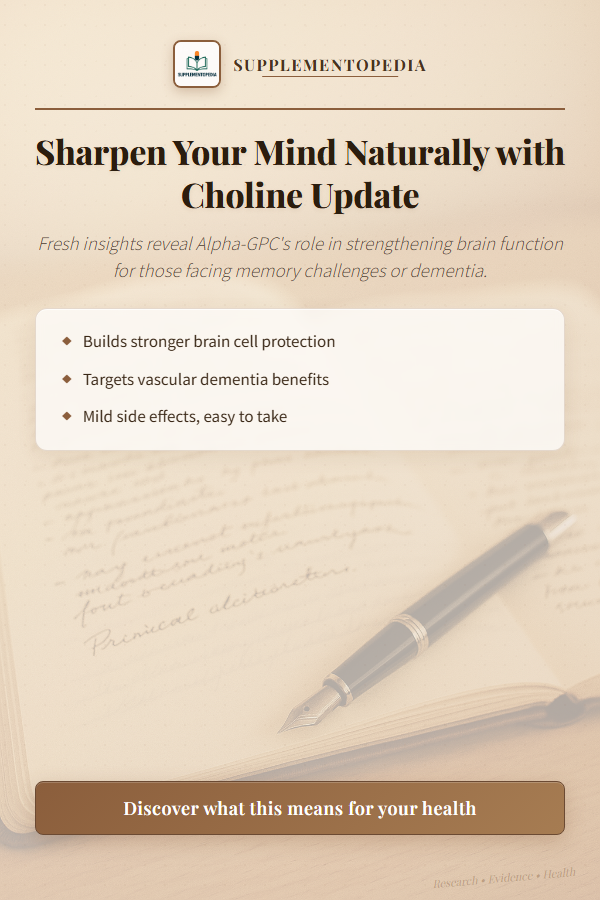 SUPPLEMENTOPEDIA
SUPPLEMENTOPEDIA
Sharpen Your Mind Naturally with
Choline Update
Fresh insights reveal Alpha-GPC's role in strengthening brain function
for those facing memory challenges or dementia.
Builds stronger brain cell protection
Targets vascular dementia benefits
Mild side effects, easy to take
Discover what this means for your health
Research • Evidence • Health